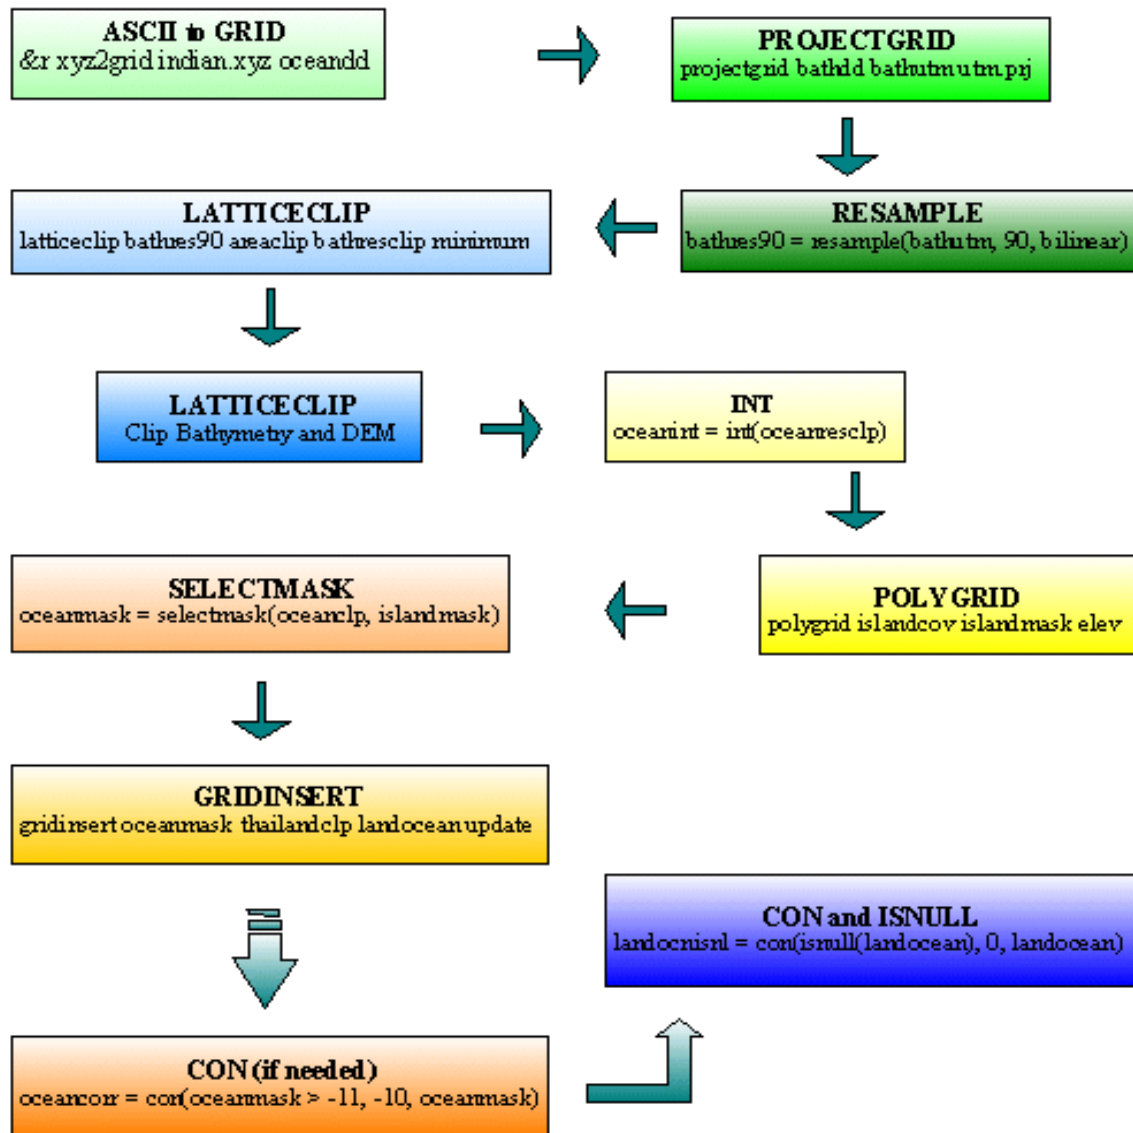 ASCII to GRID
&r xyz2grid indian.xyz oceandd
PROJECTGRID
projectgrid bathdd bathutm utm.prj
RESAMPLE
bathres90 = resample(bathutm, 90, bilinear)
LATTICECLIP
latticeclip bathres90 areaclip bathresclip minimum
LATTICECLIP
Clip Bathymetry and DEM
INT
oceanint = int(oceanresclp)
POLYGRID
polygrid islandcov islandmask elev
SELECTMASK
oceanmask = selectmask(oceanclp, islandmask)
GRIDINSERT
gridinsert oceanmask thailandclp landocean update
CON (if needed)
oceancorr = con(oceanmask > -11, -10, oceanmask)
CON and ISNULL
landocnisnl = con(isnull(landocean), 0, landocean)